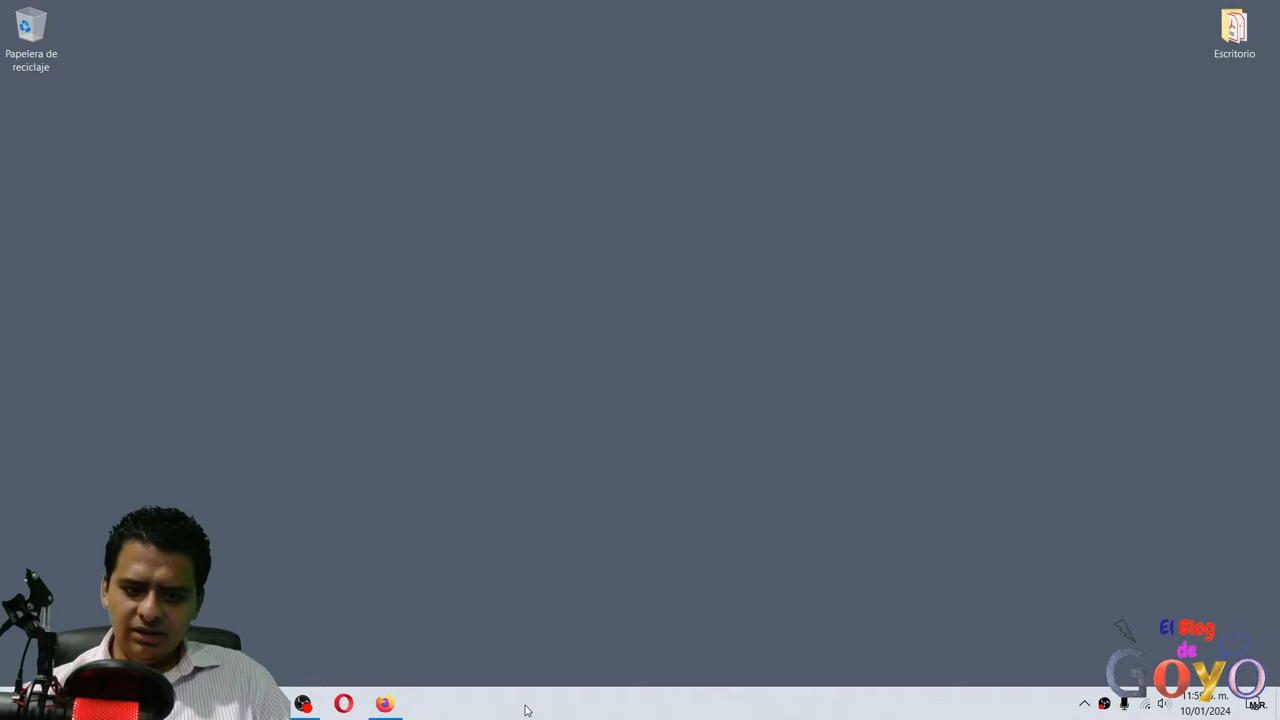 Papelera de
reciclaje
Escritorio
El Blog
de
GOYO
M.R.
10/01/2024